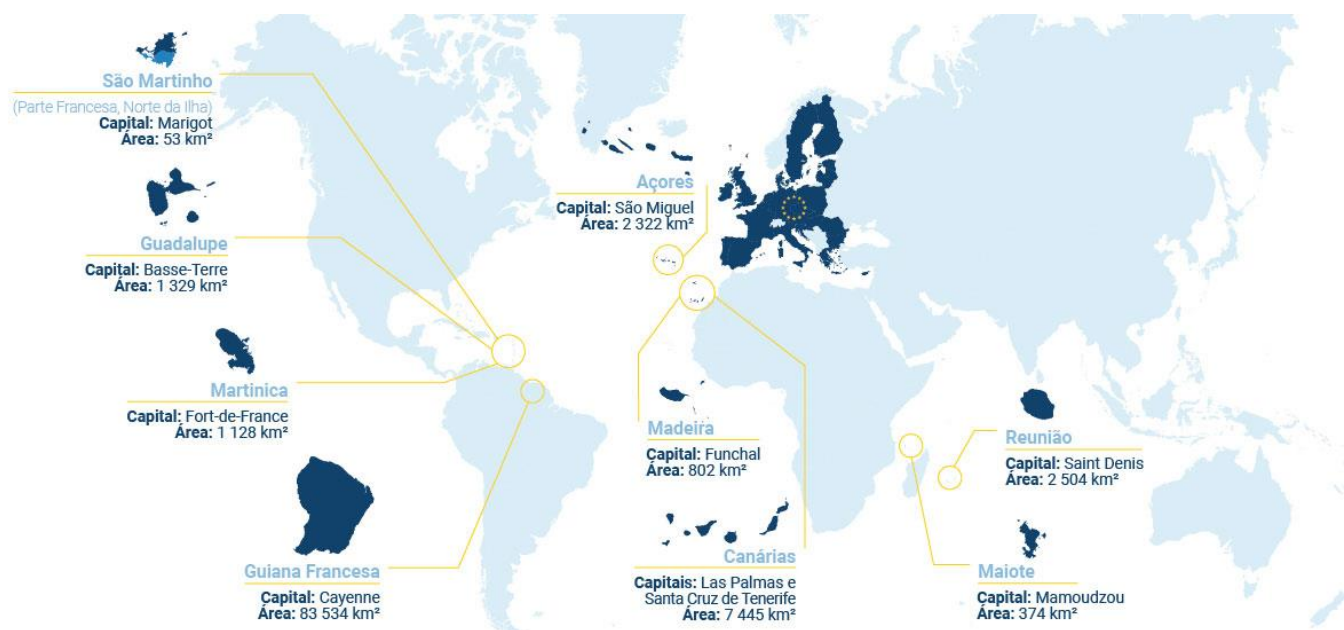 São Martinho
(Parte Francesa, Norte da Ilha)
Capital: Marigot
Área: 53 km²
Guadalupe
Capital: Basse-Terre
Área: 1 329 km²
Martinica
Capital: Fort-de-France
Área: 1 128 km²
Guiana Francesa
Capital: Cayenne
Área: 83 534 km²
Açores
Capital: São Miguel
Área: 2 322 km²
Madeira
Capital: Funchal
Área: 802 km²
Canárias
Capitais: Las Palmas e
Santa Cruz de Tenerife
Área: 7 445 km²
Reunião
Capital: Saint Denis
Área: 2 504 km²
Maiote
Capital: Mamoudzou
Área: 374 km²